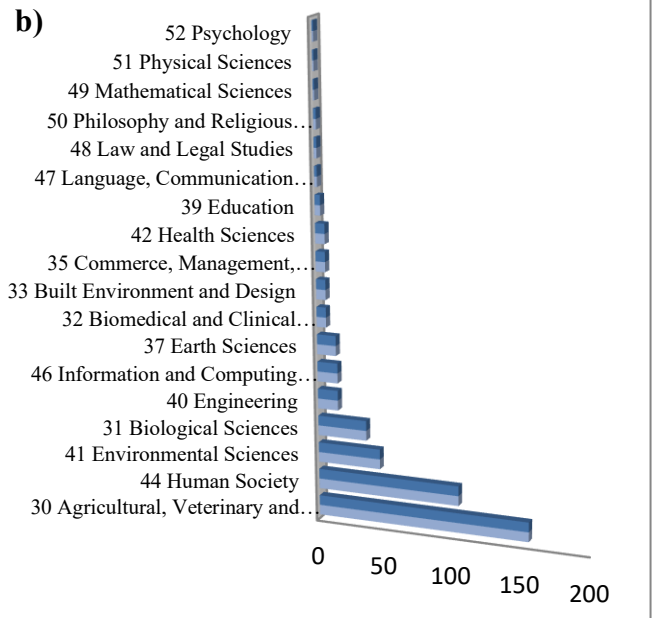 b)
52 Psychology
51 Physical Sciences
49 Mathematical Sciences
50 Philosophy and Religious…
48 Law and Legal Studies
47 Language, Communication…
39 Education
42 Health Sciences
35 Commerce, Management,…
33 Built Environment and Design
32 Biomedical and Clinical…
37 Earth Sciences
46 Information and Computing…
40 Engineering
31 Biological Sciences
41 Environmental Sciences
44 Human Society
30 Agricultural, Veterinary and…
0 50 100 150 200